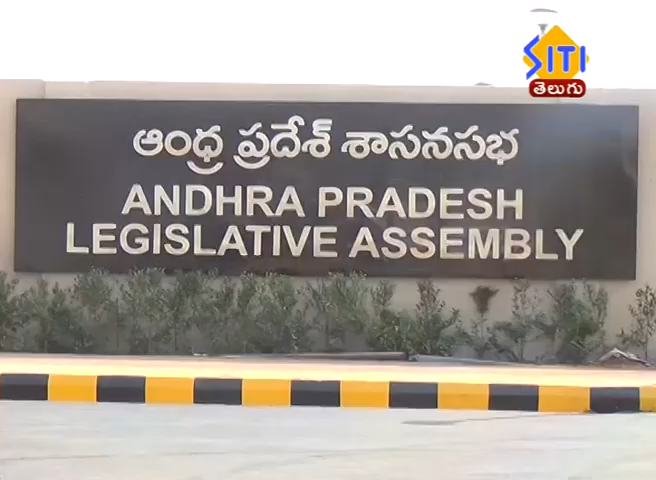 SITI
తెలుగు
ఆంధ్ర ప్రదేశ్ శాసనసభ
ANDHRA PRADESH
LEGISLATIVE ASSEMBLY